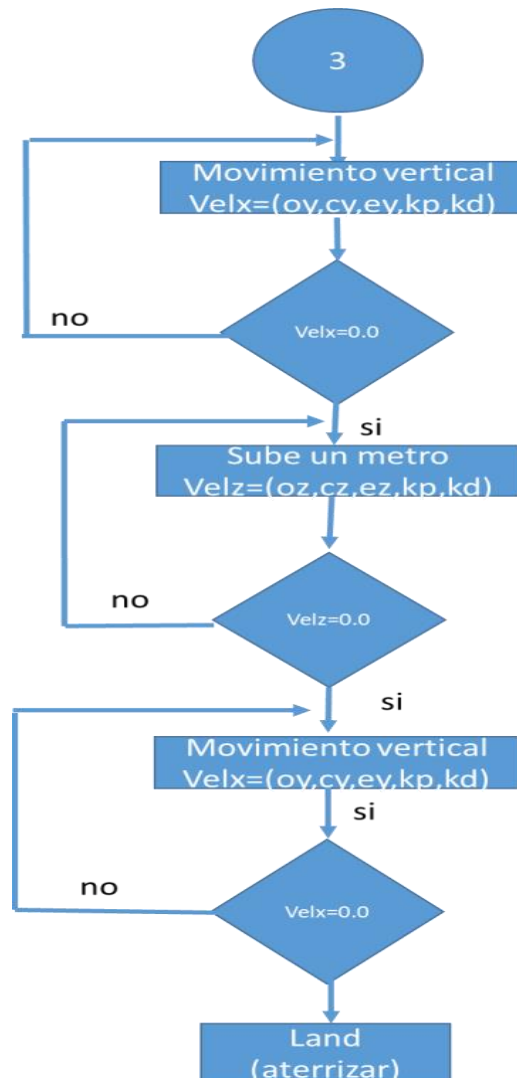 3
Movimiento vertical
Velx=(oy,cy,ey,kp,kd)
no
Velx=0.0
si
Sube un metro
Velz=(oz,cz,ez,kp,kd)
no
Velz=0.0
si
Movimiento vertical
Velx=(oy,cy,ey,kp,kd)
si
no
Velx=0.0
Land
(aterrizar)